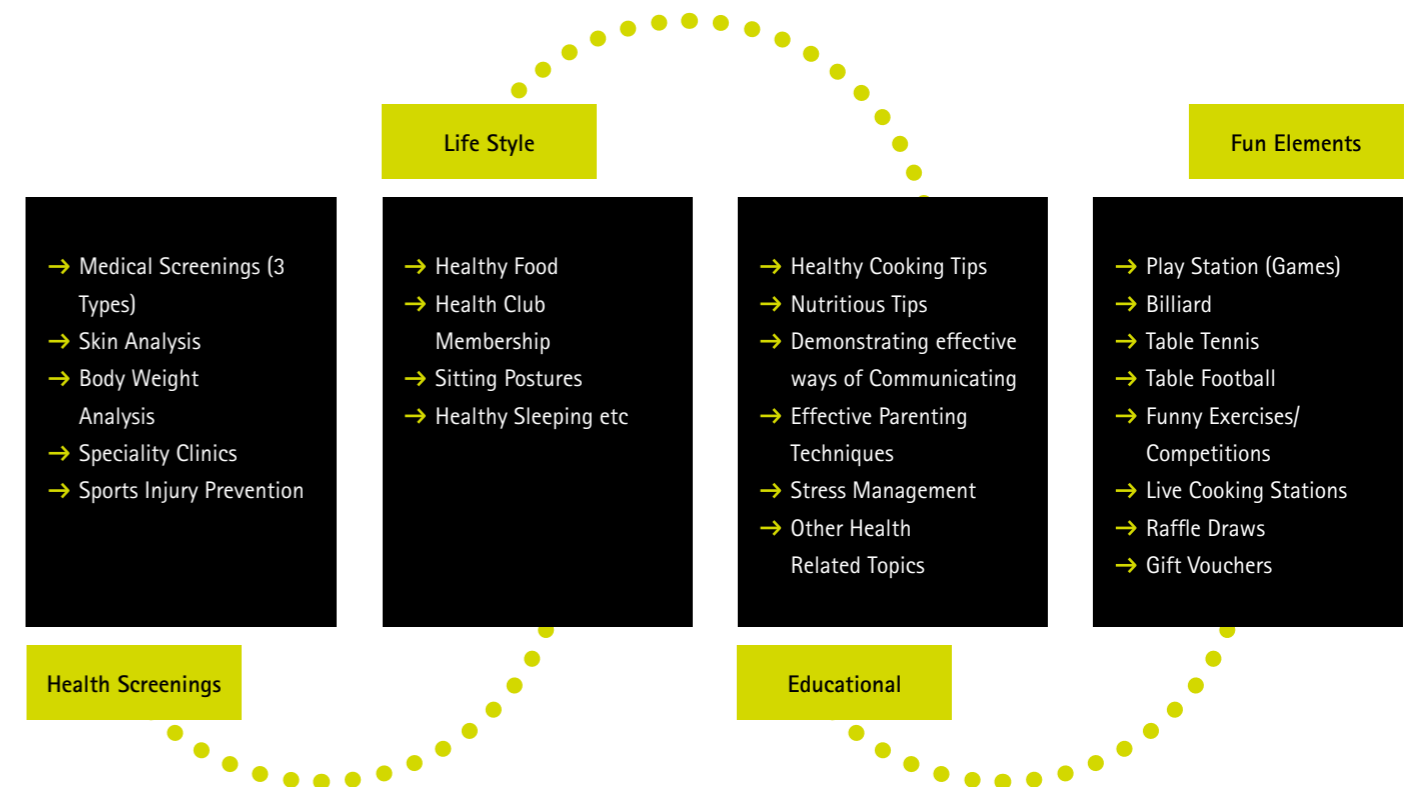 Life Style
Fun Elements
→ Medical Screenings (3
Types)
→ Skin Analysis
→ Body Weight
Analysis
→ Speciality Clinics
→ Sports Injury Prevention
→ Healthy Food
→ Health Club
Membership
→ Sitting Postures
→ Healthy Sleeping etc
→ Healthy Cooking Tips
→ Nutritious Tips
→ Demonstrating effective
ways of Communicating
→ Effective Parenting
Techniques
→ Stress Management
→ Other Health
Related Topics
→ Play Station (Games)
→ Billiard
→ Table Tennis
→ Table Football
→ Funny Exercises/
Competitions
→ Live Cooking Stations
→ Raffle Draws
→ Gift Vouchers
Health Screenings
Educational